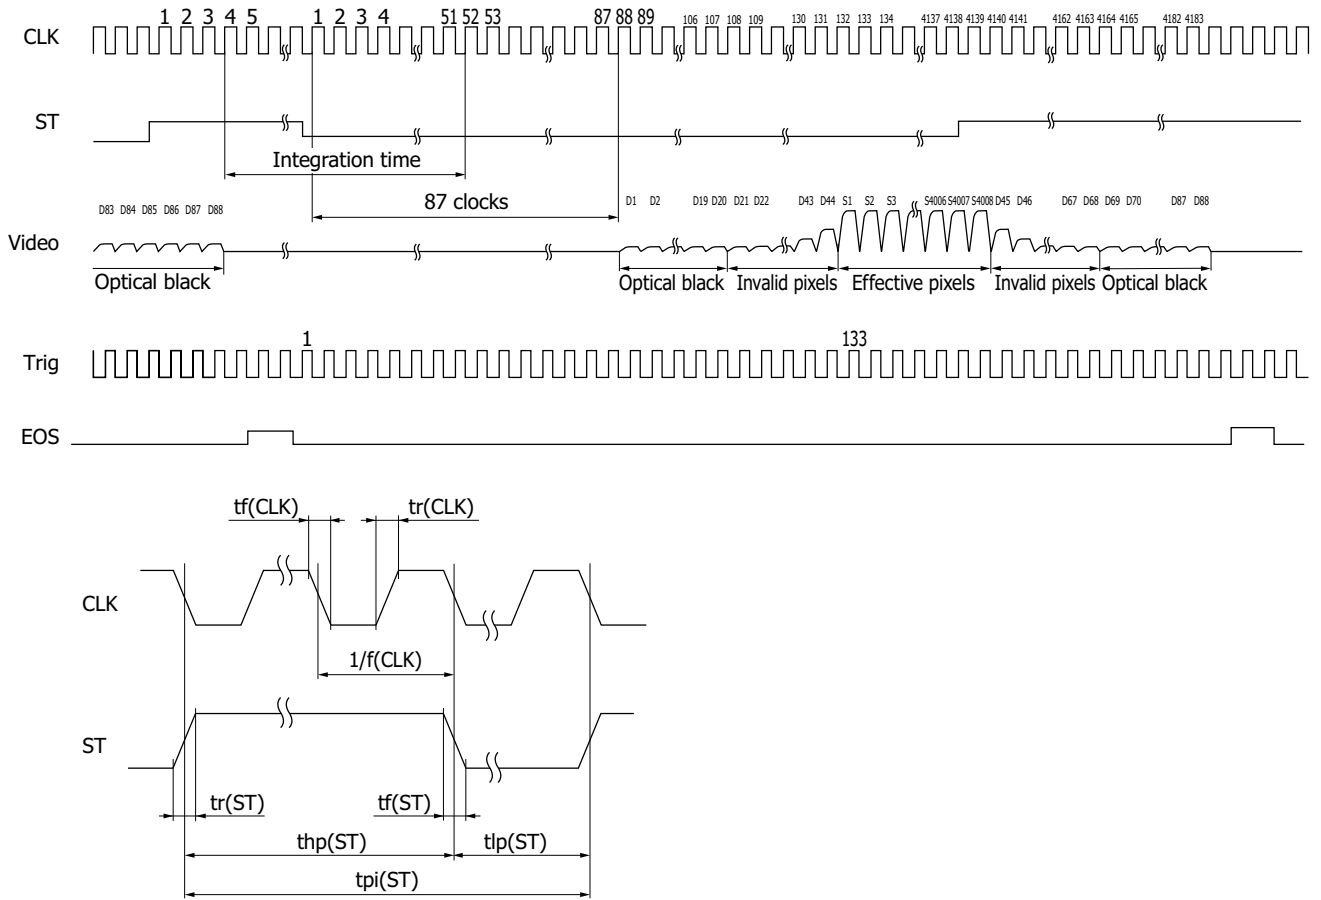 1 2 3 4 5 1 2 3 4 51 52 53 87 88 89 106 107 108 109 130 131 132 133 134 4137 4138 4139 4140 4141 4162 4163 4164 4165 4182 4183
CLK
ST
Integration time
87 clocks
D83 D84 D85 D86 D87 D88 D1 D2 D19 D20 D21 D22 D43 D44 S1 S2 S3 S4006 S4007 S4008 D45 D46 D67 D68 D69 D70 D87 D88
Video
Optical black Optical black Invalid pixels Effective pixels Invalid pixels Optical black
1 133
Trig
EOS
tf(CLK) tr(CLK)
CLK
1/f(CLK)
ST
tr(ST) tf(ST)
thp(ST) tlp(ST)
tpi(ST)